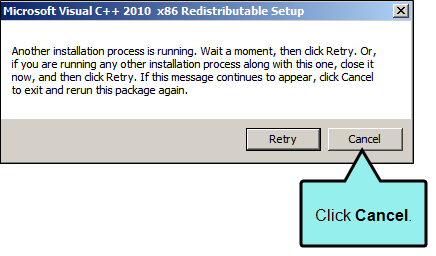 Microsoft Visual C++ 2010  x86 Redistributable Setup
Another installation process is running. Wait a moment, then click Retry. Or,
if you are running any other installation process along with this one, close it
now, and then click Retry. If this message continues to appear, click Cancel
to exit and rerun this package again.
Retry
Cancel
Click Cancel.